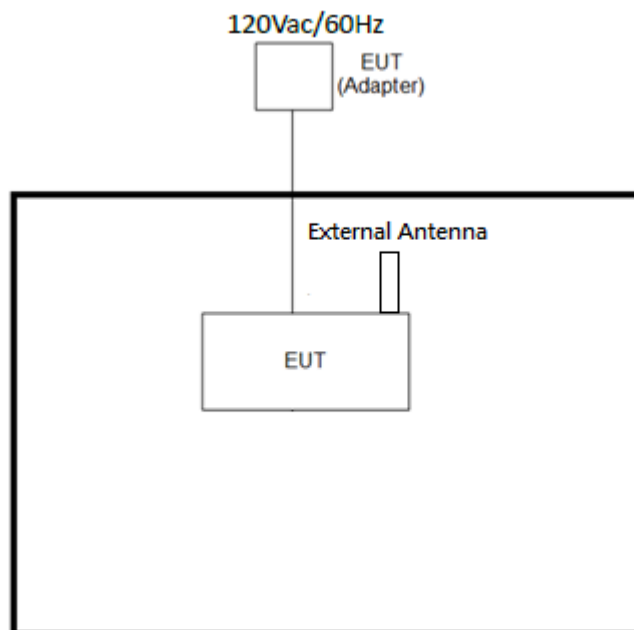 120Vac/60Hz
EUT
(Adapter)
External Antenna
EUT